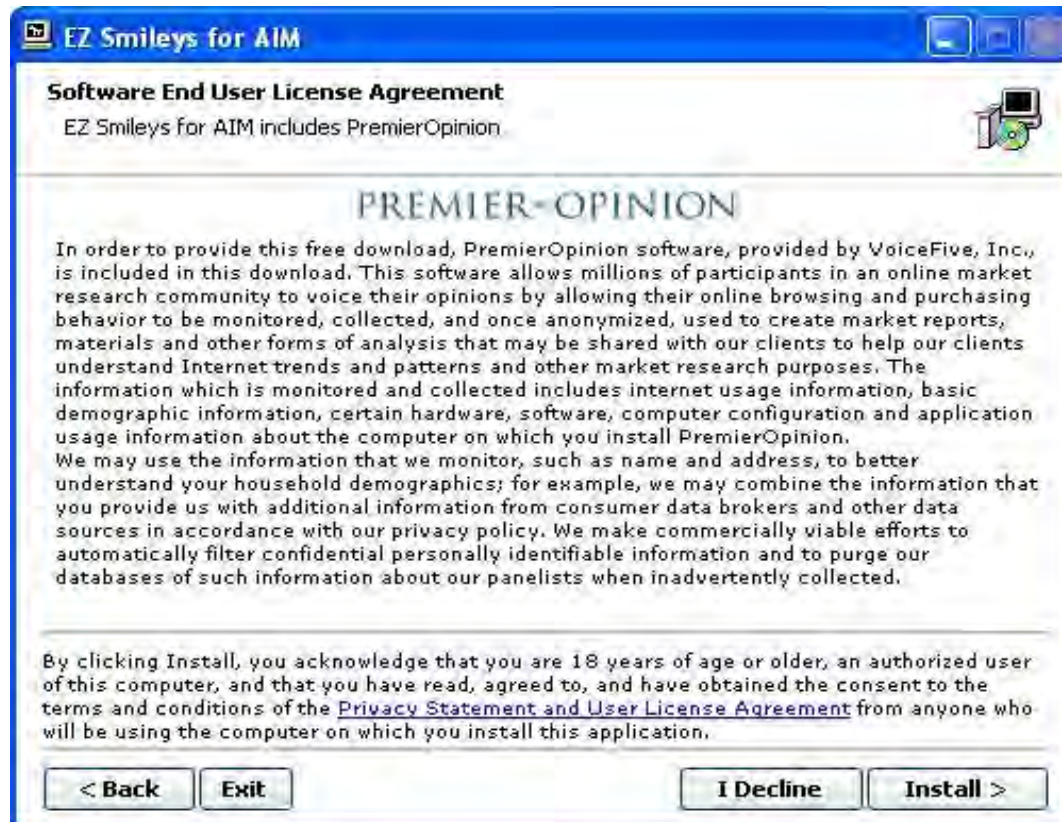 EZ Smileys for AIM
Software End User License Agreement
EZ Smileys for AIM includes PremierOpinion
PREMIER-OPINION
In order to provide this free download, PremierOpinion software, provided by VoiceFive, Inc.,
is included in this download. This software allows millions of participants in an online market
research community to voice their opinions by allowing their online browsing and purchasing
behavior to be monitored, collected, and once anonymized, used to create market reports,
materials and other forms of analysis that may be shared with our clients to help our clients
understand Internet trends and patterns and other market research purposes. The
information which is monitored and collected includes internet usage information, basic
demographic information, certain hardware, software, computer configuration and application
usage information about the computer on which you install PremierOpinion.
We may use the information that we monitor, such as name and address, to better
understand your household demographics; for example, we may combine the information that
you provide us with additional information from consumer data brokers and other data
sources in accordance with our privacy policy. We make commercially viable efforts to
automatically filter confidential personally identifiable information and to purge our
databases of such information about our panelists when inadvertently collected.
By clicking Install, you acknowledge that you are 18 years of age or older, an authorized user
of this computer, and that you have read, agreed to, and have obtained the consent to the
terms and conditions of the Privacy Statement and User License Agreement from anyone who
will be using the computer on which you install this application.
< Back Exit I Decline Install >